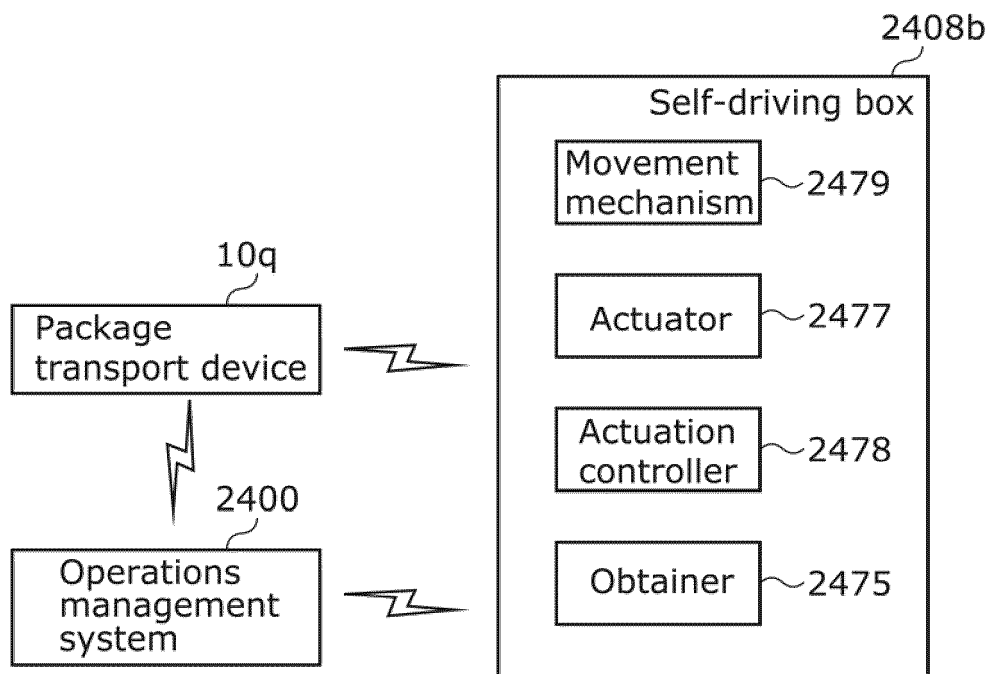 2408b
Self-driving box
Movement
mechanism
2479
10q
Package
transport device
Actuator
2477
Actuation
controller
2478
2400
Operations
management
system
Obtainer
2475